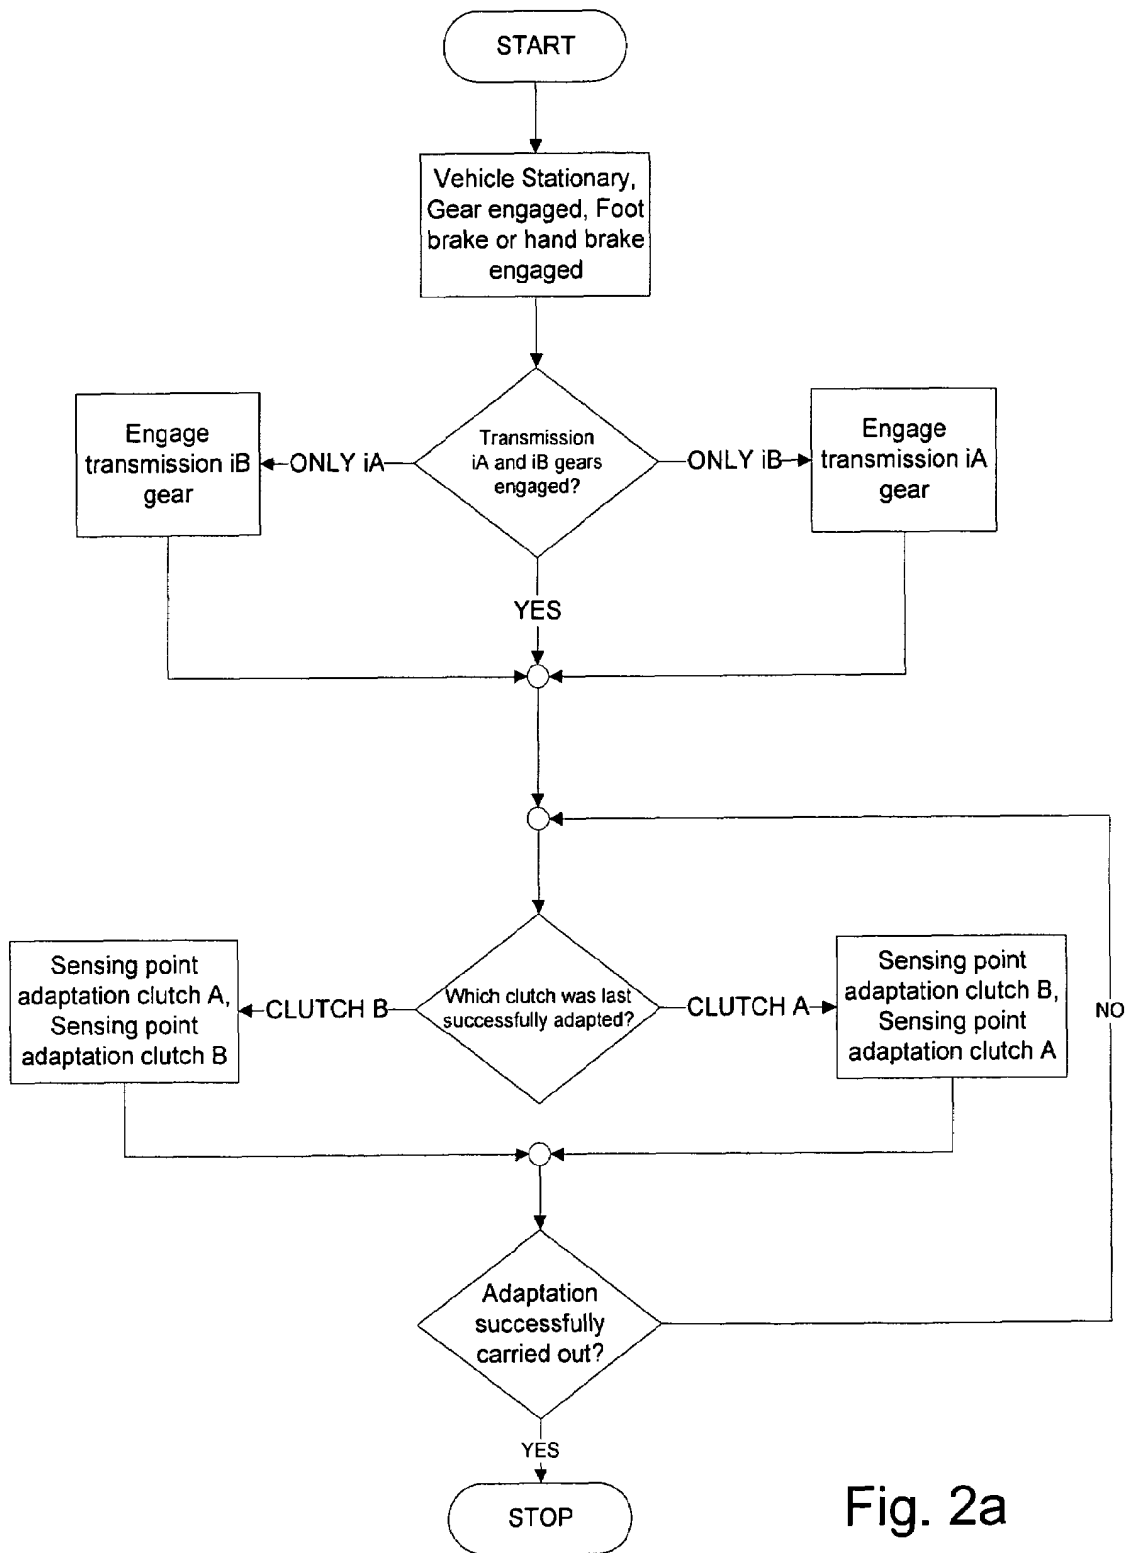 START
Vehicle Stationary,
Gear engaged, Foot
brake or hand brake
engaged
Engage
transmission iB
gear
ONLY iA
Transmission
iA and iB gears
engaged?
ONLY iB
Engage
transmission iA
gear
YES
Sensing point
adaptation clutch A,
Sensing point
adaptation clutch B
CLUTCH B
Which clutch was last
successfully adapted?
CLUTCH A
Sensing point
adaptation clutch B,
Sensing point
adaptation clutch A
NO
Adaptation
successfully
carried out?
YES
STOP
Fig. 2a